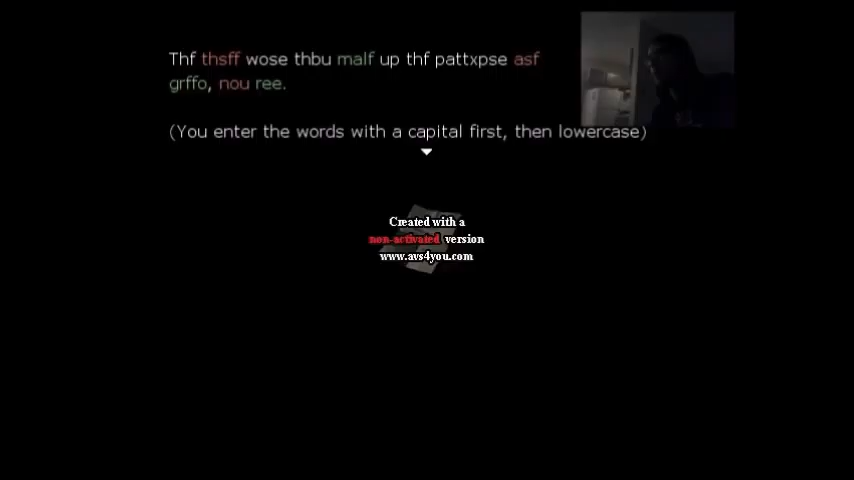 Thf thsff wose thbu malf up thf pattxpse asf
grffo, nou ree.
(You enter the words with a capital first, then lowercase)
Created with a
non-activated version
www.avs4you.com